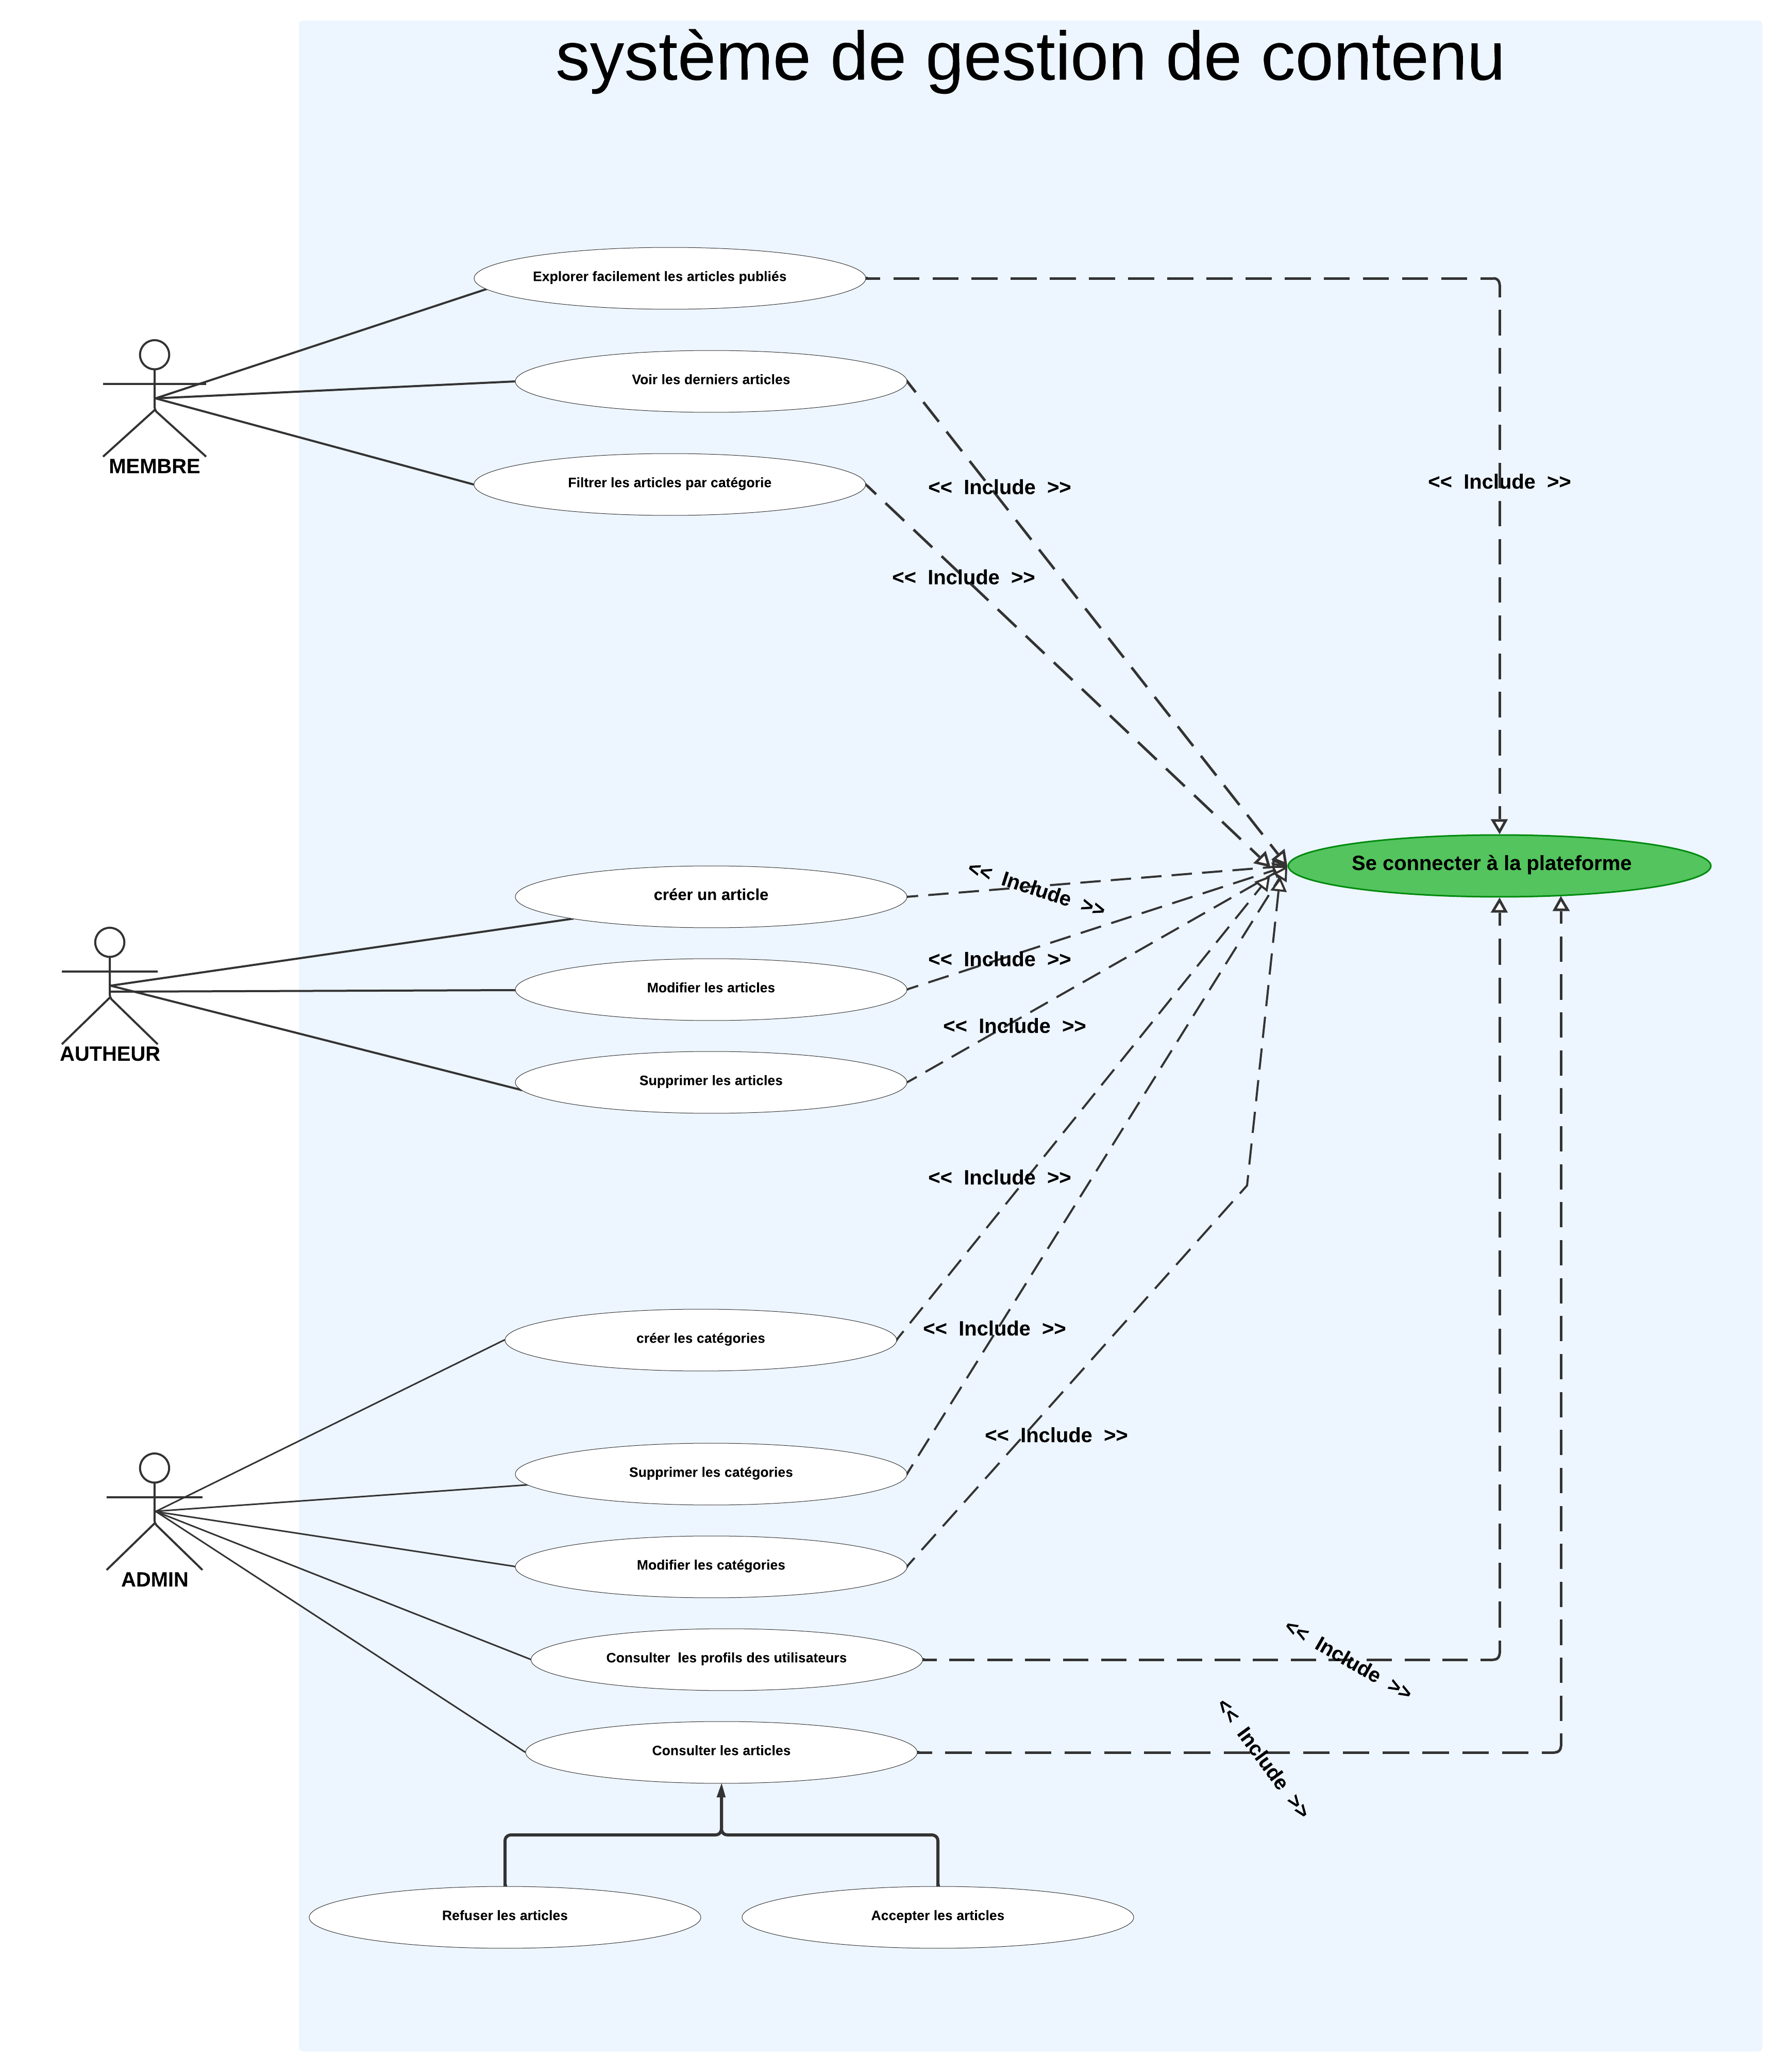 système de gestion de contenu
Explorer facilement les articles publiés
Voir les derniers articles
MEMBRE
Filtrer les articles par catégorie
<< Include >>
<< Include >>
<< Include >>
Se connecter à la plateforme
créer un article
<< Include >>
<< Include >>
Modifier les articles
<< Include >>
AUTHEUR
Supprimer les articles
<< Include >>
créer les catégories
<< Include >>
<< Include >>
Supprimer les catégories
Modifier les catégories
ADMIN
Consulter les profils des utilisateurs
<< Include >>
Consulter les articles
<< Include >>
Refuser les articles
Accepter les articles